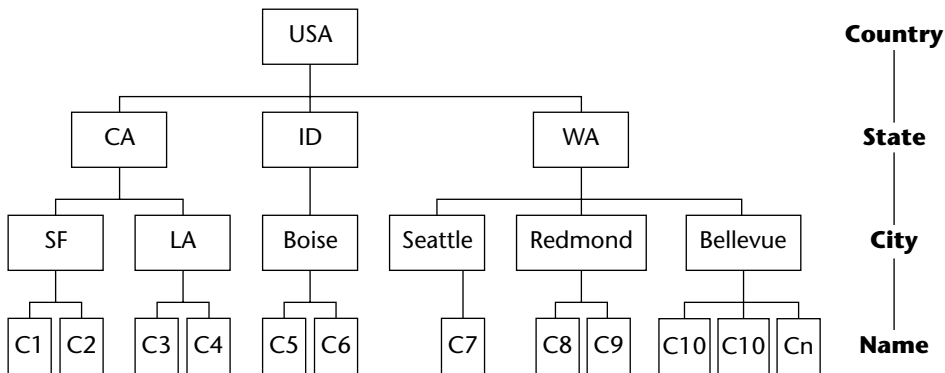 USA Country
CA ID WA State
SF LA Boise Seattle Redmond Bellevue City
C1 C2 C3 C4 C5 C6 C7 C8 C9 C10 C10 Cn Name